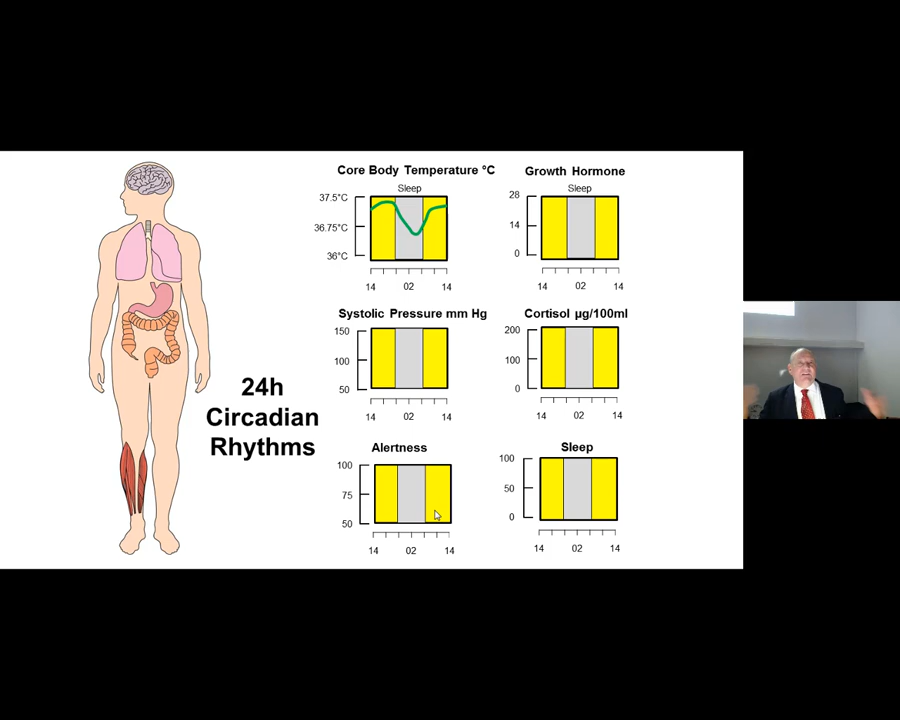 Core Body Temperature °C
Sleep
37.5°C
36.75°C
36°C
14 02 14
Growth Hormone
Sleep
28
14
0
14 02 14
Systolic Pressure mm Hg
150
100
50
14 02 14
Cortisol µg/100ml
200
100
0
14 02 14
24h
Circadian
Rhythms
Alertness
100
75
50
14 02 14
Sleep
100
50
0
14 02 14